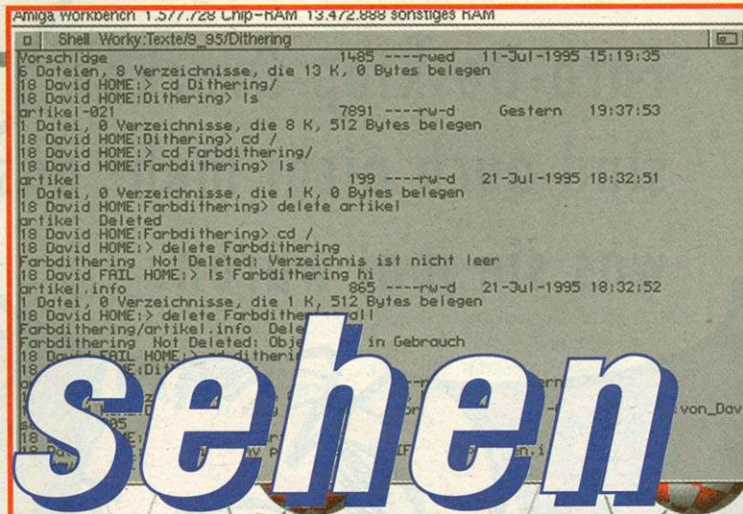 Amiga Workbench 1.577.728 Chip-RAM 13.472.888 sonstiges RAM
Shell Worky:Texte/9_95/Dithering
Vorschläge 1485 ----rwed 11-Jul-1995 15:19:35
6 Dateien, 8 Verzeichnisse, die 13 K, 0 Bytes belegen
18 David HOME:> cd Dithering/
18 David HOME:Dithering> ls
artikel-021 7891 ----rw-d Gestern 19:37:53
1 Datei, 0 Verzeichnisse, die 8 K, 512 Bytes belegen
18 David HOME:Dithering> cd /
18 David HOME:> cd Farbdithering/
18 David HOME:Farbdithering> ls
artikel 199 ----rw-d 21-Jul-1995 18:32:51
1 Datei, 0 Verzeichnisse, die 1 K, 0 Bytes belegen
18 David HOME:Farbdithering> delete artikel
artikel Deleted
18 David HOME:Farbdithering> cd /
18 David HOME:> delete Farbdithering
Farbdithering Not Deleted: Verzeichnis ist nicht leer
18 David FAIL HOME:> ls Farbdithering hi
artikel.info 865 ----rw-d 21-Jul-1995 18:32:52
1 Datei, 0 Verzeichnisse, die 1 K, 512 Bytes belegen
18 David HOME:> delete Farbdithering all
Farbdithering/artikel.info
Farbdithering Not Deleted: in Gebrauch
18 David FAIL HOME:>
sehen